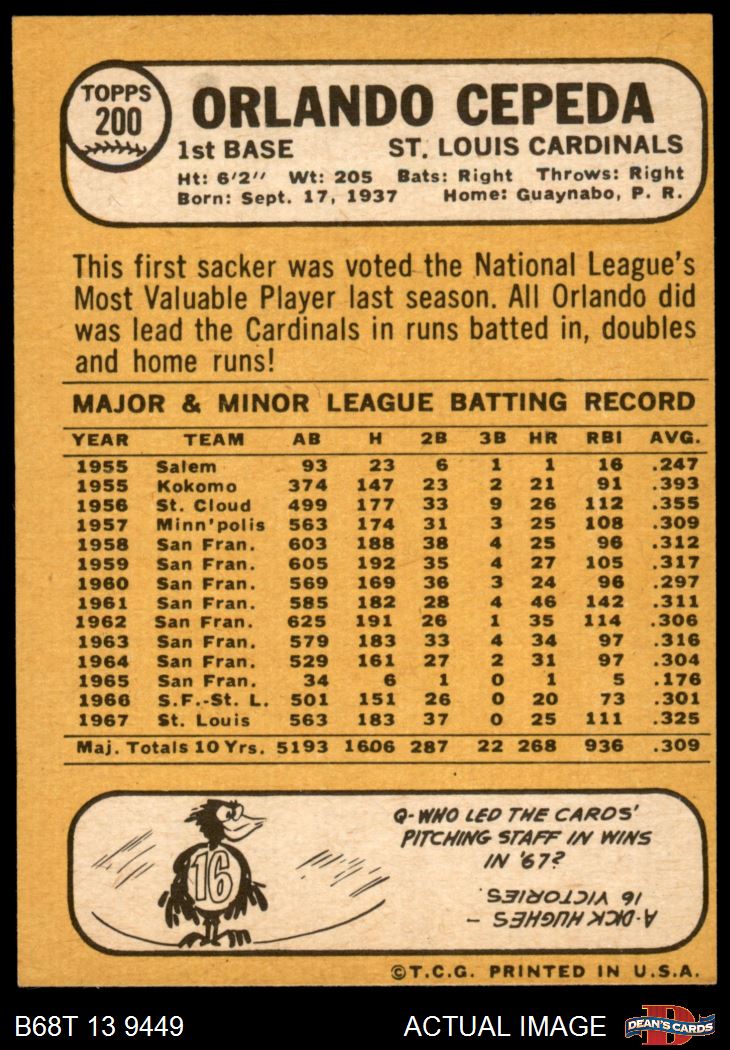 TOPPS
200
ORLANDO CEPEDA
1st BASE ST. LOUIS CARDINALS
Ht: 6'2'' Wt: 205 Bats: Right Throws: Right
Born: Sept. 17, 1937 Home: Guaynabo, P. R.
This first sacker was voted the National League's
Most Valuable Player last season. All Orlando did
was lead the Cardinals in runs batted in, doubles
and home runs!
MAJOR & MINOR LEAGUE BATTING RECORD
YEAR TEAM AB H 2B 3B HR RBI AVG.
1955 Salem 93 23 6 1 1 16 .247
1955 Kokomo 374 147 23 2 21 91 .393
1956 St. Cloud 499 177 33 9 26 112 .355
1957 Minn'polis 563 174 31 3 25 108 .309
1958 San Fran. 603 188 38 4 25 96 .312
1959 San Fran. 605 192 35 4 27 105 .317
1960 San Fran. 569 169 36 3 24 96 .297
1961 San Fran. 585 182 28 4 46 142 .311
1962 San Fran. 625 191 26 1 35 114 .306
1963 San Fran. 579 183 33 4 34 97 .316
1964 San Fran. 529 161 27 2 31 97 .304
1965 San Fran. 34 6 1 0 1 5 .176
1966 S.F.-St. L. 501 151 26 0 20 73 .301
1967 St. Louis 563 183 37 0 25 111 .325
Maj. Totals 10 Yrs. 5193 1606 287 22 268 936 .309
16
Q-WHO LED THE CARDS'
PITCHING STAFF IN WINS
IN '67?
A-DICK HUGHES –
16 VICTORIES.
©T.C.G. PRINTED IN U.S.A.
B68T 13 9449 ACTUAL IMAGE
D
DEAN'S CARDS